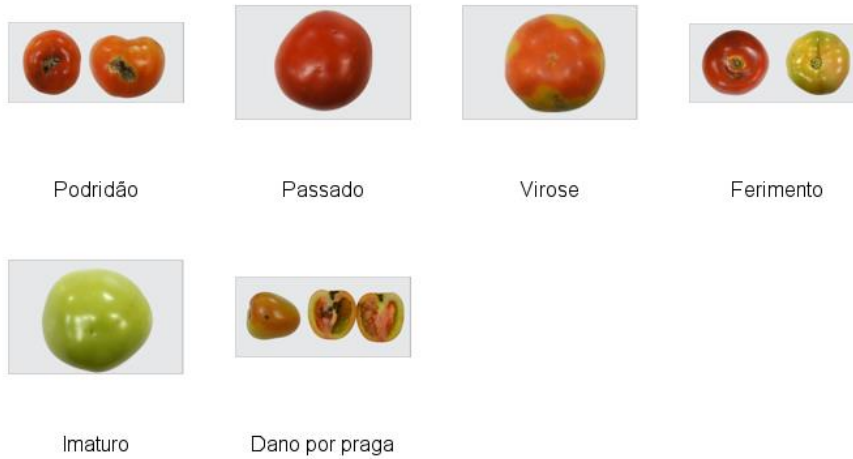 Podridão
Passado
Virose
Ferimento
Imaturo
Dano por praga